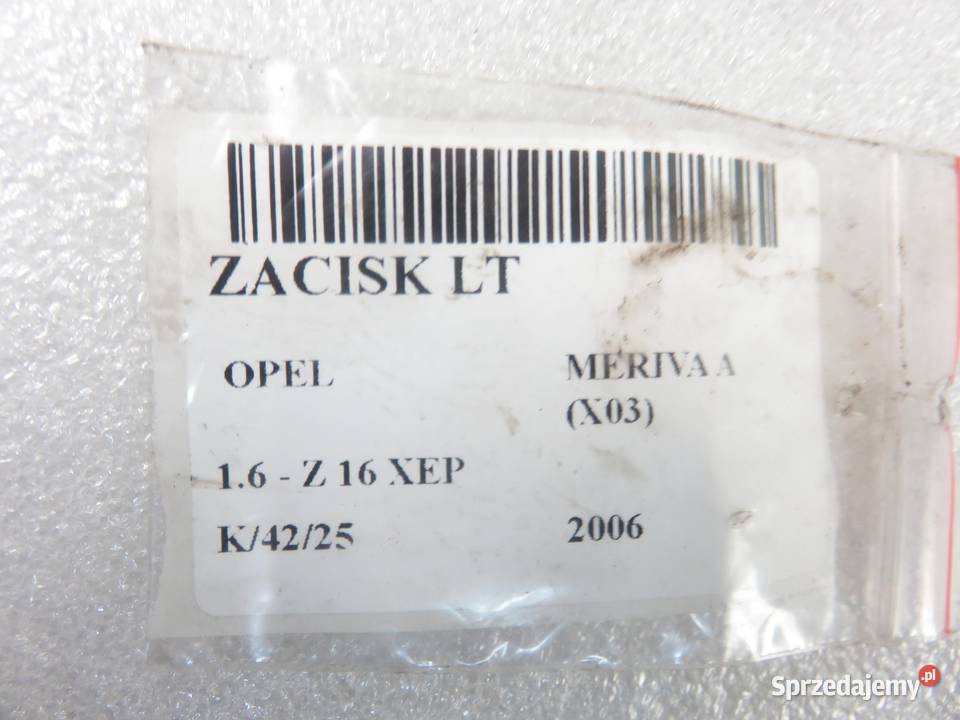 ZACISK LT
OPEL MERIVA A
(X03)
1.6 - Z 16 XEP
K/42/25 2006
Sprzedajemy.pl